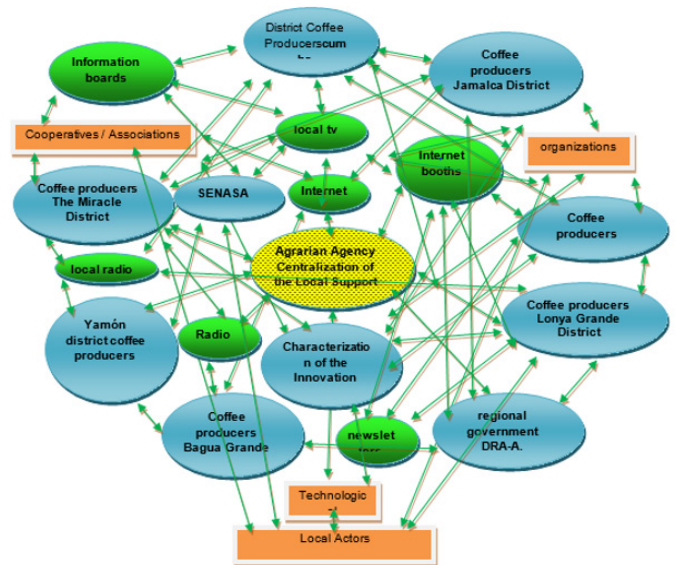 District Coffee
Producerscum
Information
boards
Coffee
producers
Jamalca District
Cooperatives / Associations
local tv
organizations
Internet
booths
Coffee producers
The Miracle
District
SENASA
Internet
Coffee
producers
Agrarian Agency
Centralization of
the Local Support
local radio
Coffee producers
Lonya Grande
District
Yamón
district coffee
producers
Radio
Characterizatio
n of the
Innovation
Coffee
producers
Bagua Grande
newslet
regional
government
DRA-A.
Technologic
Local Actors